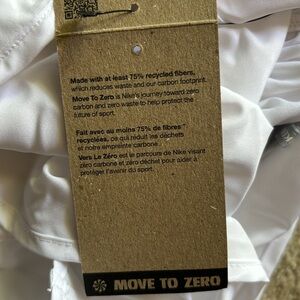 Made with at least 75% recycled fibers,
which reduces waste and our carbon footprint.
Move To Zero is Nike's journey toward zero
carbon and zero waste to help protect the
future of sport.
Fait avec au moins 75% de fibres
recyclées, ce qui réduit les déchets
et notre empreinte carbone.
Vers Le Zéro est le parcours de Nike visant
zéro carbone et zéro déchet pour aider à
protéger l'avenir du sport.
MOVE TO ZERO